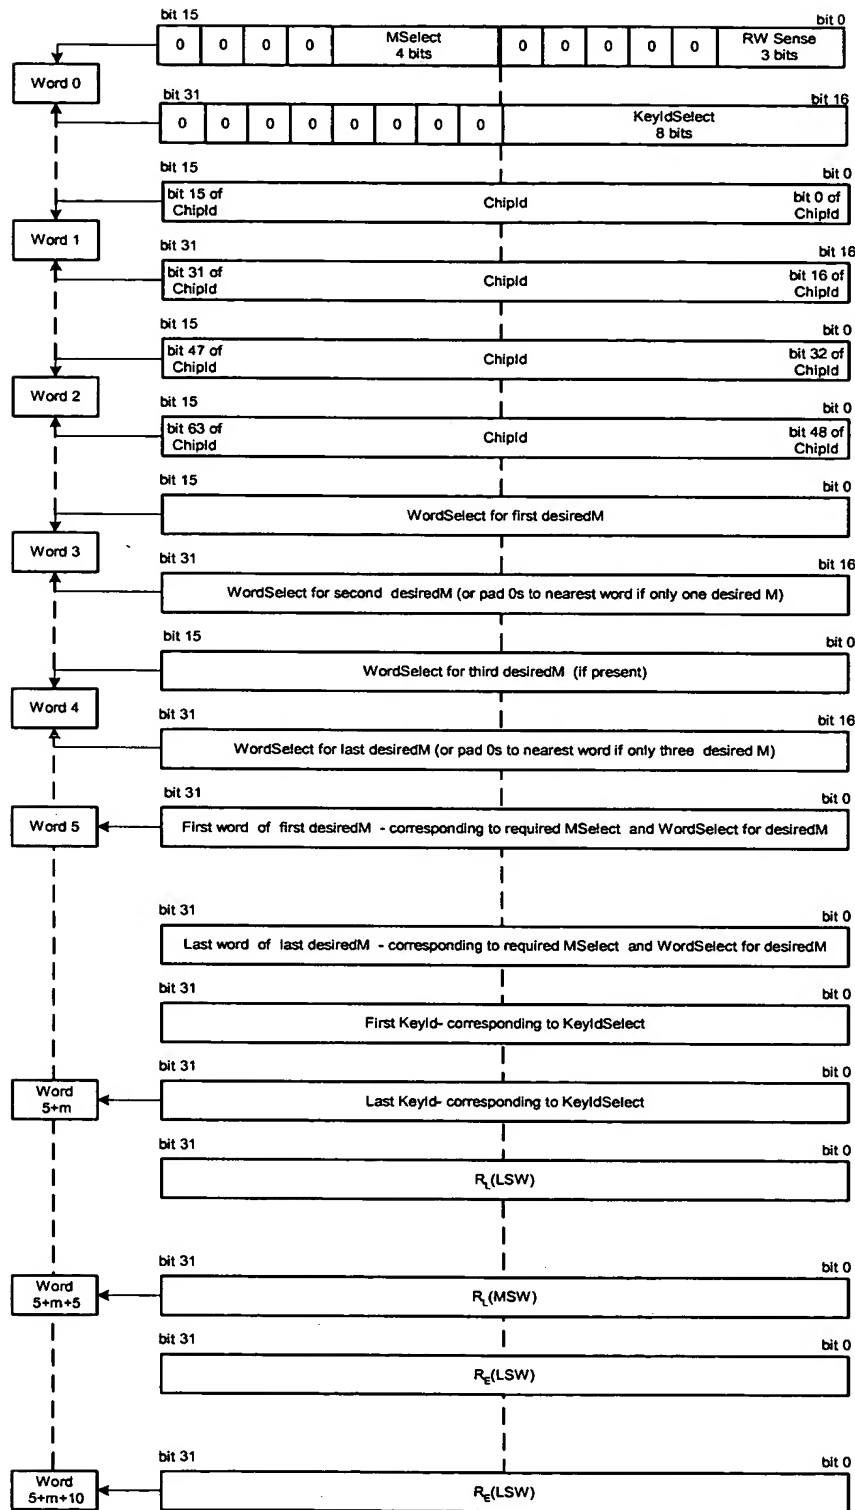 bit 15 bit 0
0 0 0 0 MSelect 4 bits 0 0 0 0 0 RW Sense 3 bits
Word 0
bit 31 bit 16
0 0 0 0 0 0 0 0 KeyIdSelect 8 bits
bit 15 bit 0
bit 15 of ChipId ChipId bit 0 of ChipId
Word 1
bit 31 bit 16
bit 31 of ChipId ChipId bit 16 of ChipId
bit 15 bit 0
bit 47 of ChipId ChipId bit 32 of ChipId
Word 2
bit 15 bit 0
bit 63 of ChipId ChipId bit 48 of ChipId
bit 15 bit 0
WordSelect for first desiredM
Word 3
bit 31 bit 16
WordSelect for second desiredM (or pad 0s to nearest word if only one desired M)
bit 15 bit 0
WordSelect for third desiredM (if present)
Word 4
bit 31 bit 16
WordSelect for last desiredM (or pad 0s to nearest word if only three desired M)
bit 31 bit 0
Word 5 First word of first desiredM - corresponding to required MSelect and WordSelect for desiredM
bit 31 bit 0
Last word of last desiredM - corresponding to required MSelect and WordSelect for desiredM
bit 31 bit 0
First KeyId- corresponding to KeyIdSelect
bit 31 bit 0
Word 5+m Last KeyId- corresponding to KeyIdSelect
bit 31 bit 0
R_L(LSW)
bit 31 bit 0
Word 5+m+5 R_L(MSW)
bit 31 bit 0
R_E(LSW)
bit 31 bit 0
Word 5+m+10 R_E(LSW)